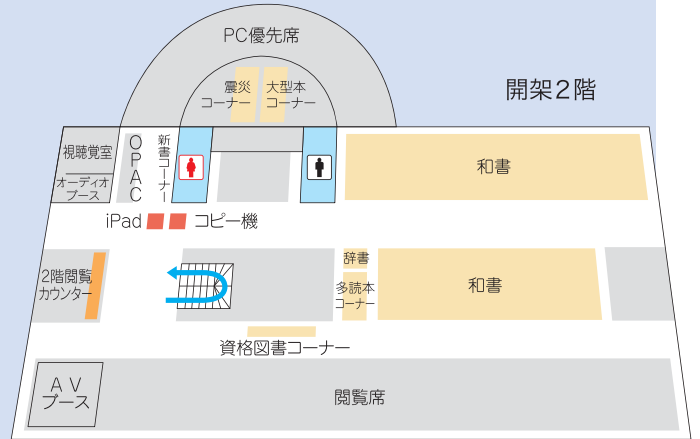 PC優先席
開架2階
震災
コーナー
大型本
コーナー
視聴覚室
オーディオ
ブース
OPAC
新書コーナー
和書
iPad
コピー機
2階閲覧
カウンター
辞書
多読本
コーナー
和書
資格図書コーナー
AV
ブース
閲覧席